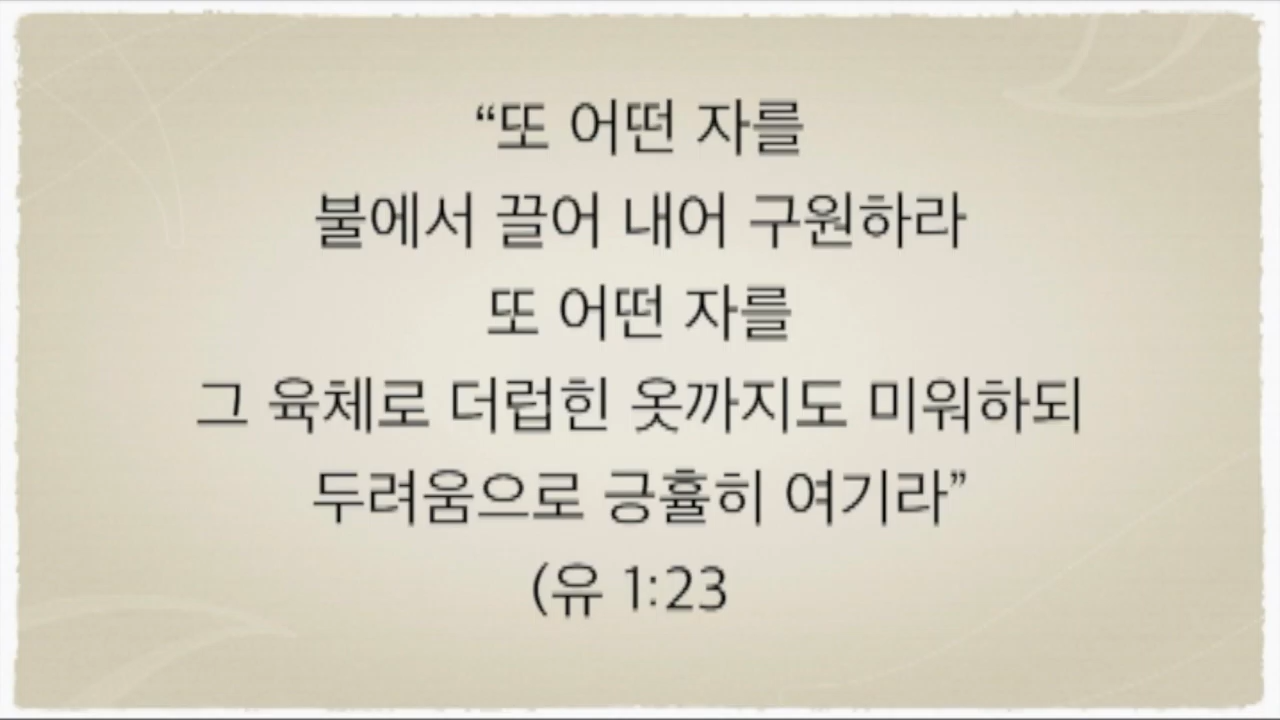 “또 어떤 자를
불에서 끌어 내어 구원하라
또 어떤 자를
그 육체로 더럽힌 옷까지도 미워하되
두려움으로 긍휼히 여기라”
(유 1:23